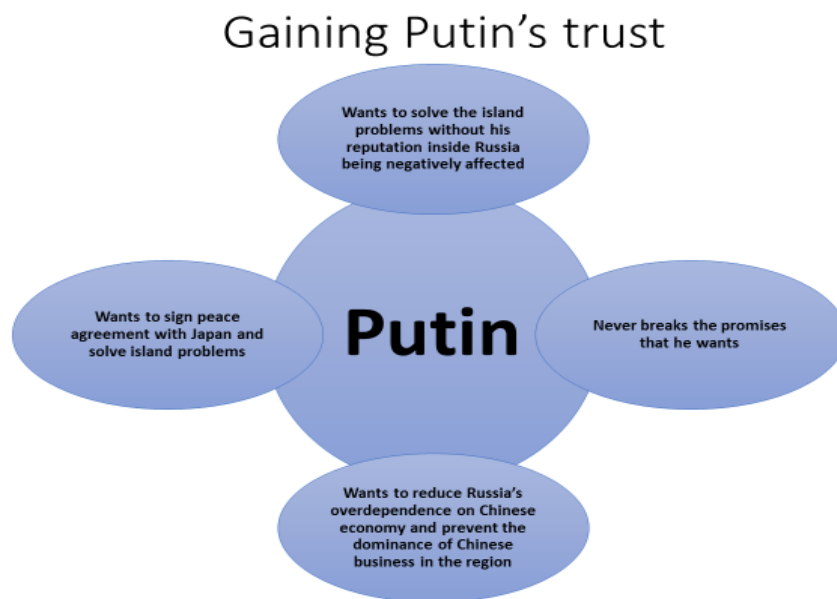 Gaining Putin's trust
Wants to solve the island
problems without his
reputation inside Russia
being negatively affected
Wants to sign peace
agreement with Japan and
solve island problems
Putin
Never breaks the promises
that he wants
Wants to reduce Russia's
overdependence on Chinese
economy and prevent the
dominance of Chinese
business in the region